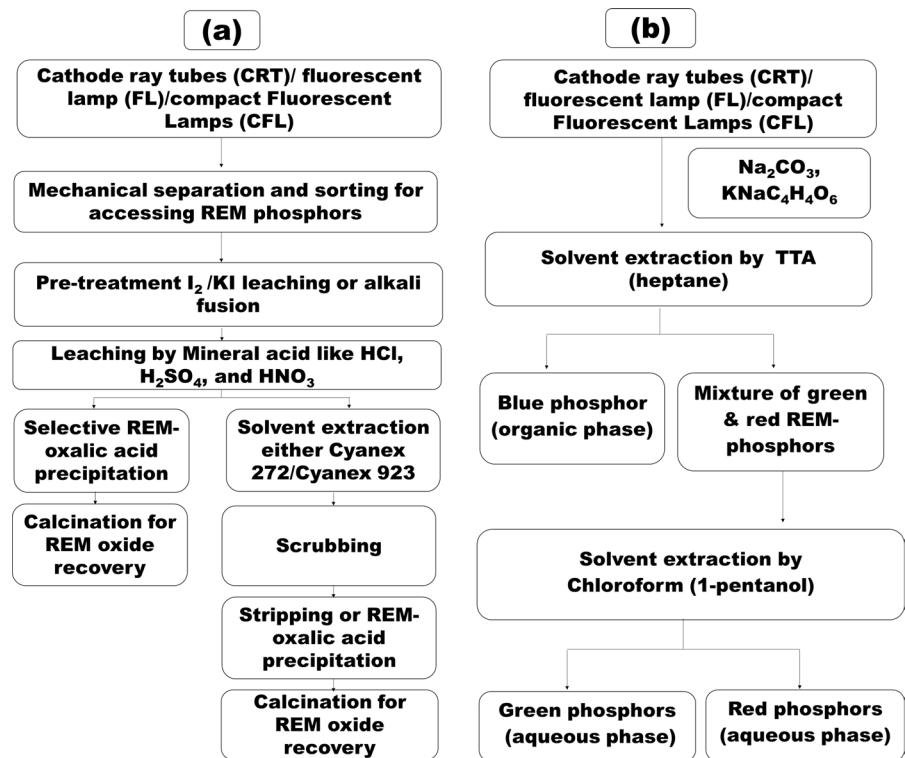 (a)
Cathode ray tubes (CRT)/ fluorescent
lamp (FL)/compact Fluorescent
Lamps (CFL)
Mechanical separation and sorting for
accessing REM phosphors
Pre-treatment I₂ /KI leaching or alkali
fusion
Leaching by Mineral acid like HCl,
H₂SO₄, and HNO₃
Selective REM-
oxalic acid
precipitation
Calcination for
REM oxide
recovery
Solvent extraction
either Cyanex
272/Cyanex 923
Scrubbing
Stripping or REM-
oxalic acid
precipitation
Calcination for
REM oxide
recovery
(b)
Cathode ray tubes (CRT)/
fluorescent lamp (FL)/compact
Fluorescent Lamps (CFL)
Na₂CO₃,
KNaC₄H₄O₆
Solvent extraction by TTA
(heptane)
Blue phosphor
(organic phase)
Mixture of green
& red REM-
phosphors
Solvent extraction by
Chloroform (1-pentanol)
Green phosphors
(aqueous phase)
Red phosphors
(aqueous phase)